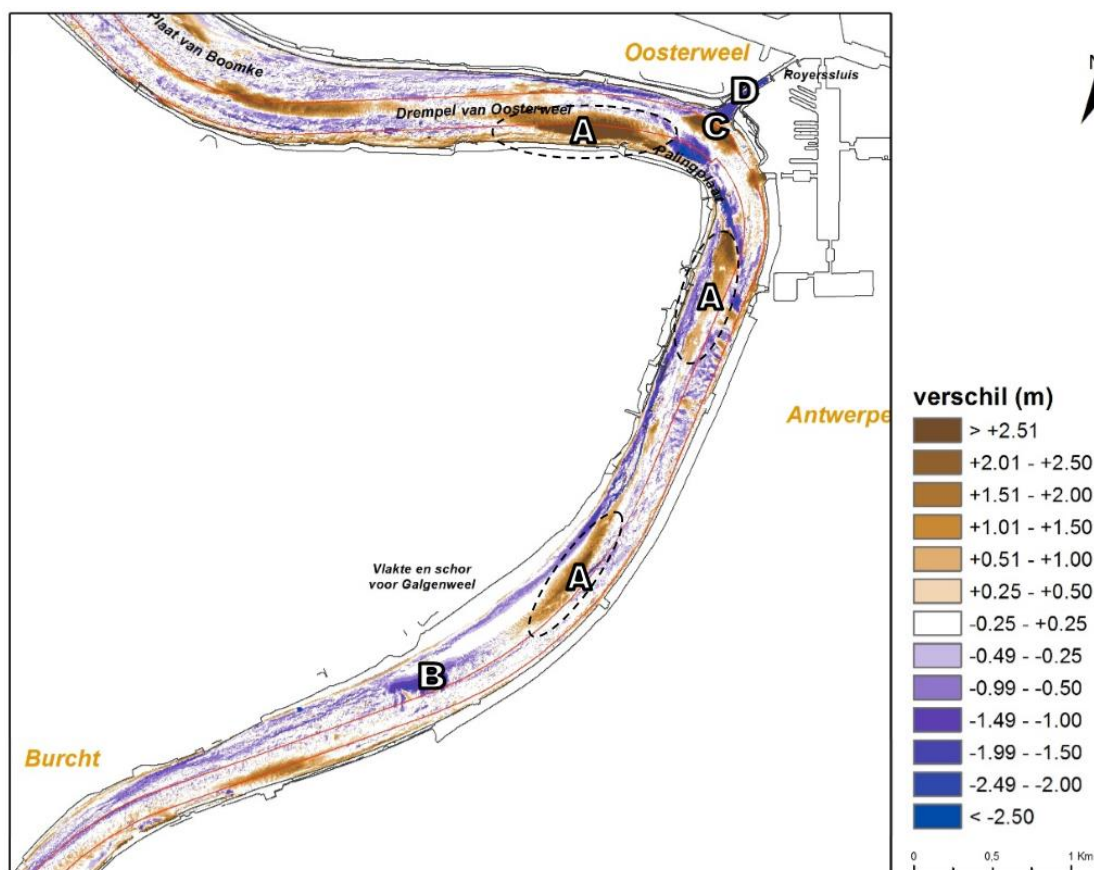 Plaat van Boomke
Oosterweel
Royerssluis
D
Drempel van Oosterweel
C
A
Palingplaat
A
Antwerpe
Vlakte en schor
voor Galgenweel
A
B
Burcht
N
verschil (m)
> +2.51
+2.01 - +2.50
+1.51 - +2.00
+1.01 - +1.50
+0.51 - +1.00
+0.25 - +0.50
-0.25 - +0.25
-0.49 - -0.25
-0.99 - -0.50
-1.49 - -1.00
-1.99 - -1.50
-2.49 - -2.00
< -2.50
0 0,5 1 Km